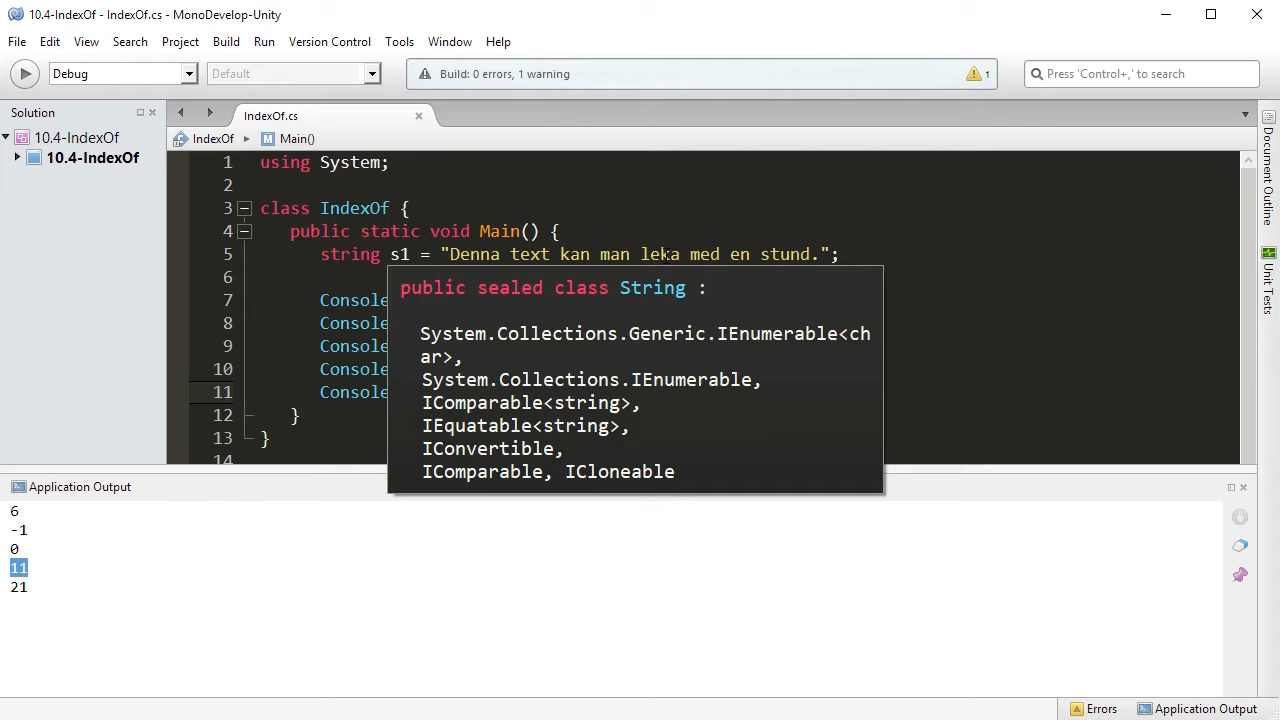 10.4-IndexOf - IndexOf.cs - MonoDevelop-Unity
File Edit View Search Project Build Run Version Control Tools Window Help
Debug Default Build: 0 errors, 1 warning 1 Press 'Control+,' to search
Solution
10.4-IndexOf
10.4-IndexOf
IndexOf.cs
IndexOf Main()
1 using System;
2
3 class IndexOf {
4 public static void Main() {
5 string s1 = "Denna text kan man leka med en stund.";
6
7 Console
8 Console
9 Console
10 Console
11 Console
12 }
13 }
14
public sealed class String :
System.Collections.Generic.IEnumerable<ch
ar>,
System.Collections.IEnumerable,
IComparable<string>,
IEquatable<string>,
IConvertible,
IComparable, ICloneable
Document Outline
Unit Tests
Application Output
6
-1
0
11
21
Errors Application Output